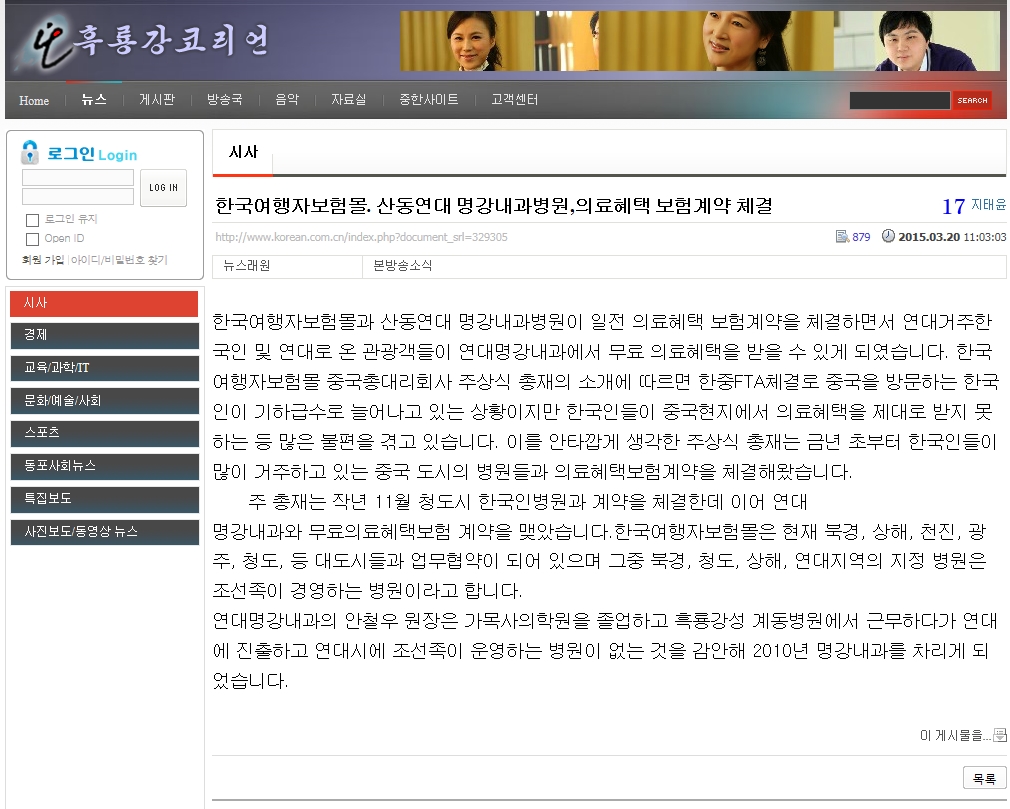 흑룡강코리언
Home 뉴스 게시판 방송국 음악 자료실 중한사이트 고객센터 SEARCH
로그인 Login
LOG IN
로그인 유지
Open ID
회원 가입 | 아이디/비밀번호 찾기
시사
경제
교육/과학/IT
문화/예술/사회
스포츠
동포사회뉴스
특집보도
사진보도/동영상 뉴스
시사
한국여행자보험몰. 산동연대 명강내과병원,의료혜택 보험계약 체결 17 지태윤
http://www.korean.com.cn/index.php?document_srl=329305 879 2015.03.20 11:03:03
뉴스래원 본방송소식
한국여행자보험몰과 산동연대 명강내과병원이 일전 의료혜택 보험계약을 체결하면서 연대거주한
국인 및 연대로 온 관광객들이 연대명강내과에서 무료 의료혜택을 받을 수 있게 되였습니다. 한국
여행자보험몰 중국총대리회사 주상식 총재의 소개에 따르면 한중FTA체결로 중국을 방문하는 한국
인이 기하급수로 늘어나고 있는 상황이지만 한국인들이 중국현지에서 의료혜택을 제대로 받지 못
하는 등 많은 불편을 겪고 있습니다. 이를 안타깝게 생각한 주상식 총재는 금년 초부터 한국인들이
많이 거주하고 있는 중국 도시의 병원들과 의료혜택보험계약을 체결해왔습니다.
주 총재는 작년 11월 청도시 한국인병원과 계약을 체결한데 이어 연대
명강내과와 무료의료혜택보험 계약을 맺았습니다.한국여행자보험몰은 현재 북경, 상해, 천진, 광
주, 청도, 등 대도시들과 업무협약이 되어 있으며 그중 북경, 청도, 상해, 연대지역의 지정 병원은
조선족이 경영하는 병원이라고 합니다.
연대명강내과의 안철우 원장은 가목사의학원을 졸업하고 흑룡강성 계동병원에서 근무하다가 연대
에 진출하고 연대시에 조선족이 운영하는 병원이 없는 것을 감안해 2010년 명강내과를 차리게 되
었습니다.
이 게시물을...
목록